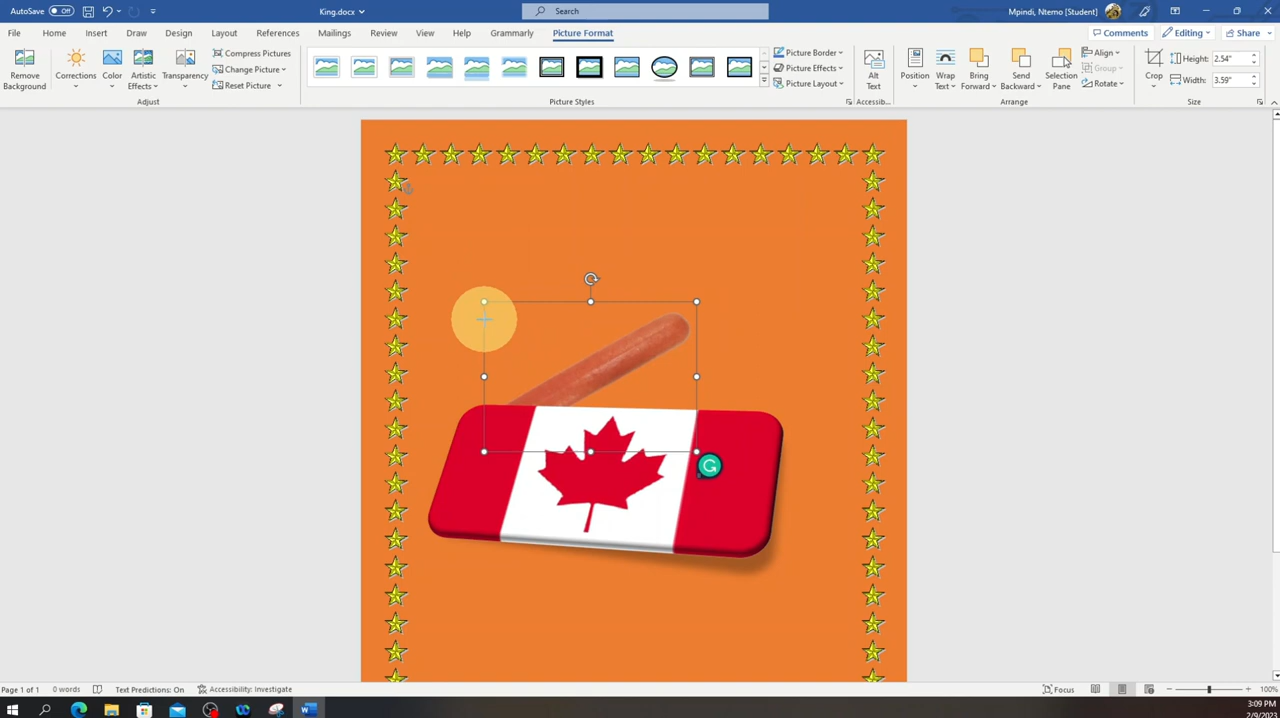 AutoSave Off King.docx Search Mpindi, Ntemo [Student]
File Home Insert Draw Design Layout References Mailings Review View Help Grammarly Picture Format Comments Editing Share
Remove Background Corrections Color Artistic Effects Transparency Compress Pictures Change Picture Reset Picture Picture Border Picture Effects Picture Layout Alt Text Position Wrap Text Bring Forward Send Backward Selection Pane Align Group Rotate Crop Height: 2.54" Width: 3.59"
Adjust Picture Styles Accessib... Arrange Size
Page 1 of 1 0 words Text Predictions: On Accessibility: Investigate Focus 100%
3:09 PM
2/9/2023